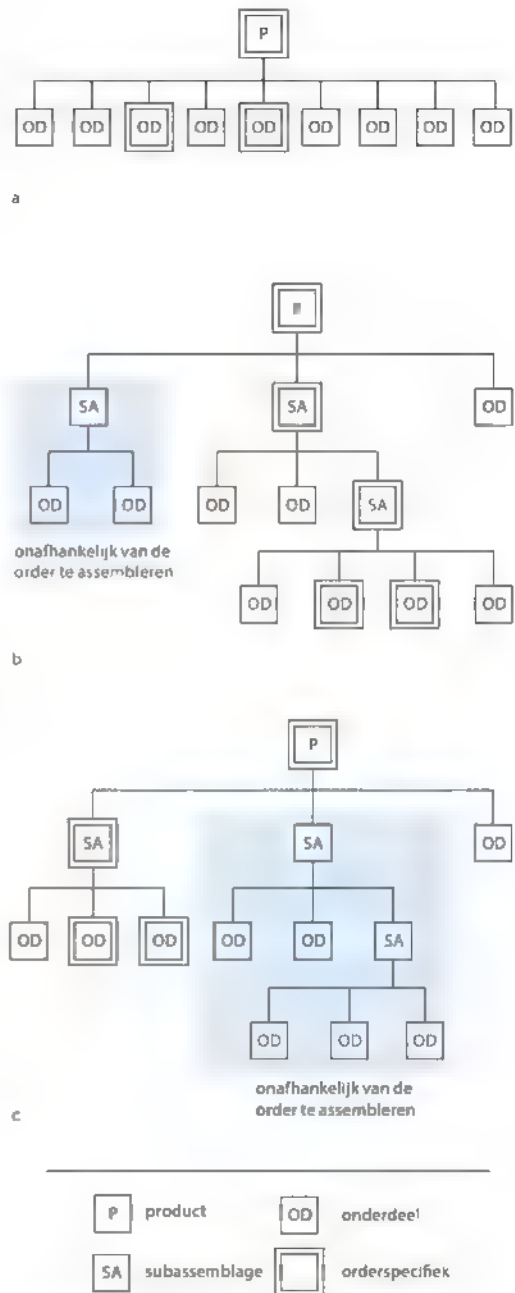 P
OD OD OD OD OD OD OD OD OD
a
SA SA OD
OD OD OD OD SA
onafhankelijk van de
order te assembleren
OD OD OD OD
b
P
SA SA OD
OD OD OD OD OD SA
OD OD OD
onafhankelijk van de
order te assembleren
c
P product OD onderdeel
SA subassemblage orderspecifiek